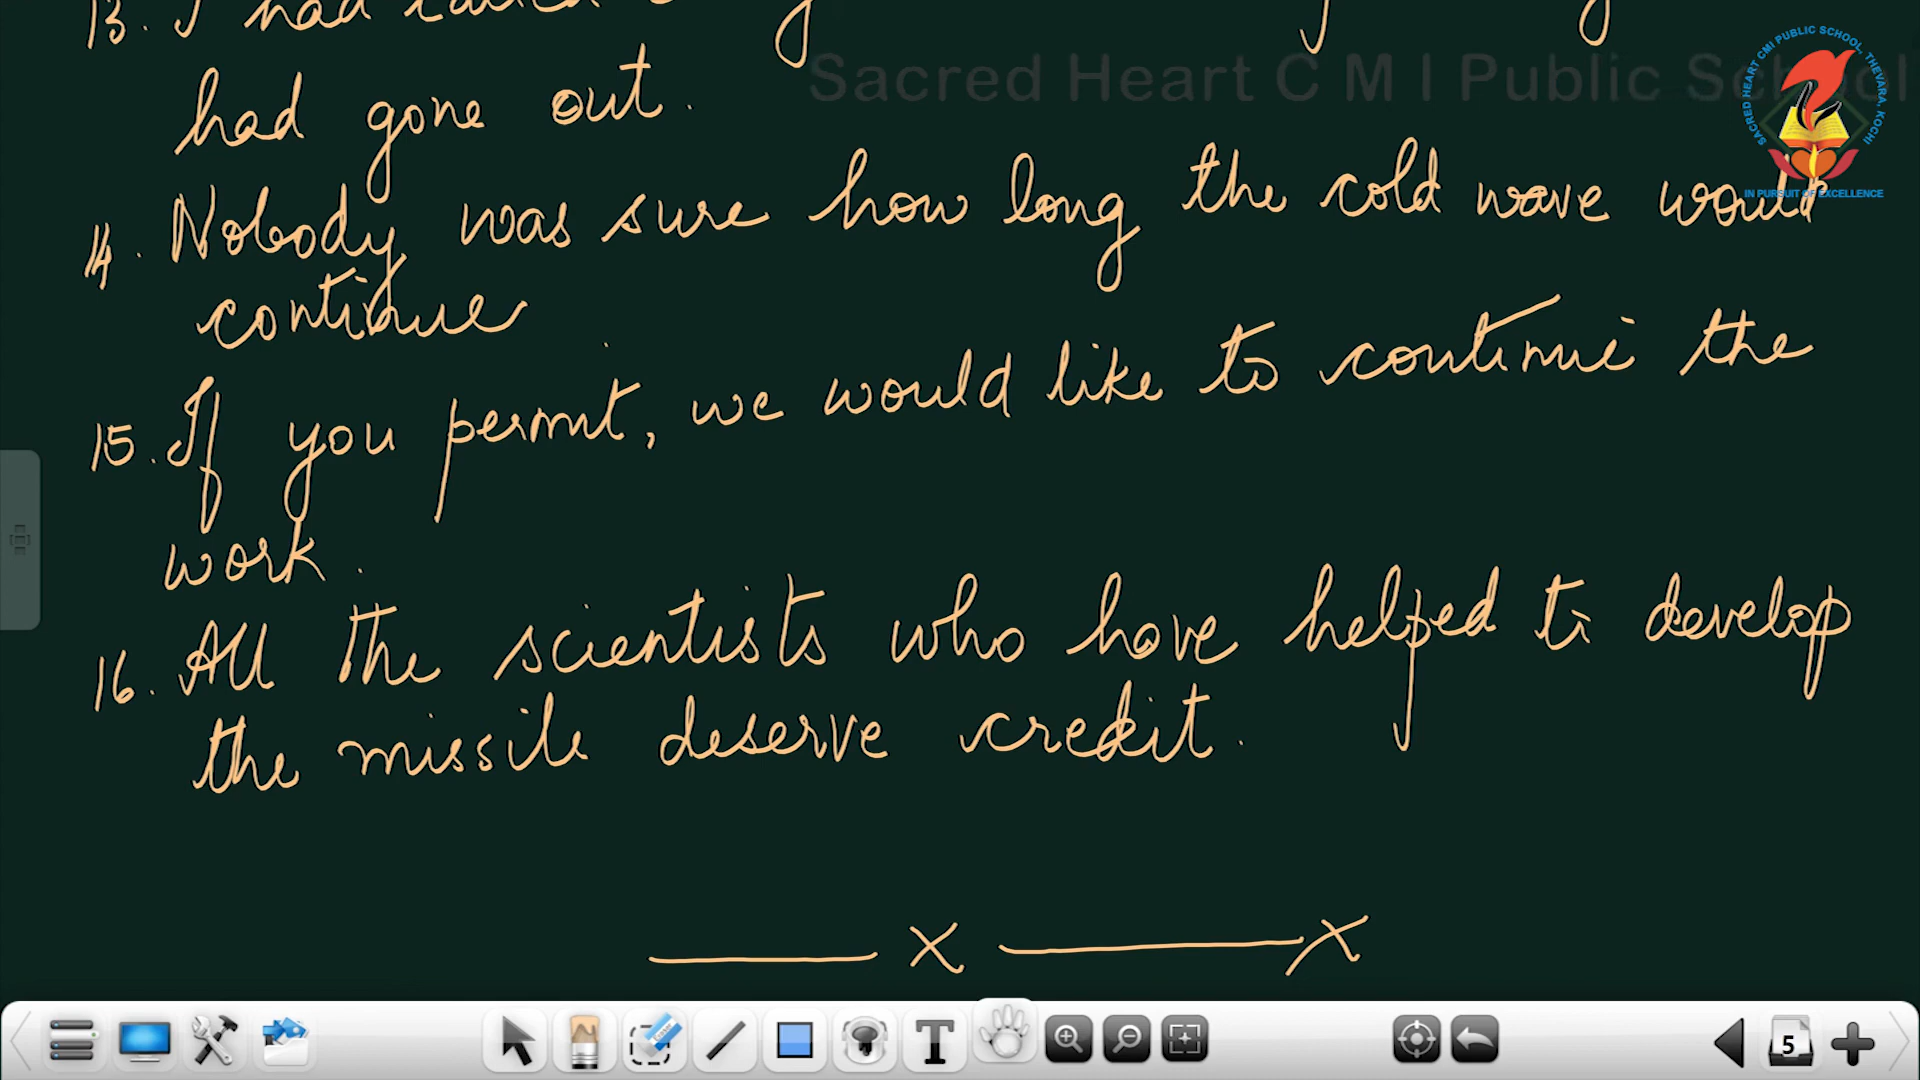 13. I had
had gone out.
Sacred Heart C M I Public School
SACRED HEART CMI PUBLIC SCHOOL, THEVARA, KOCHI
IN PURSUIT OF EXCELLENCE
14. Nobody was sure how long the cold wave would
continue
15. If you permit, we would like to continue the
work.
16. All the scientists who have helped to develop
the missile deserve credit.
x x
5